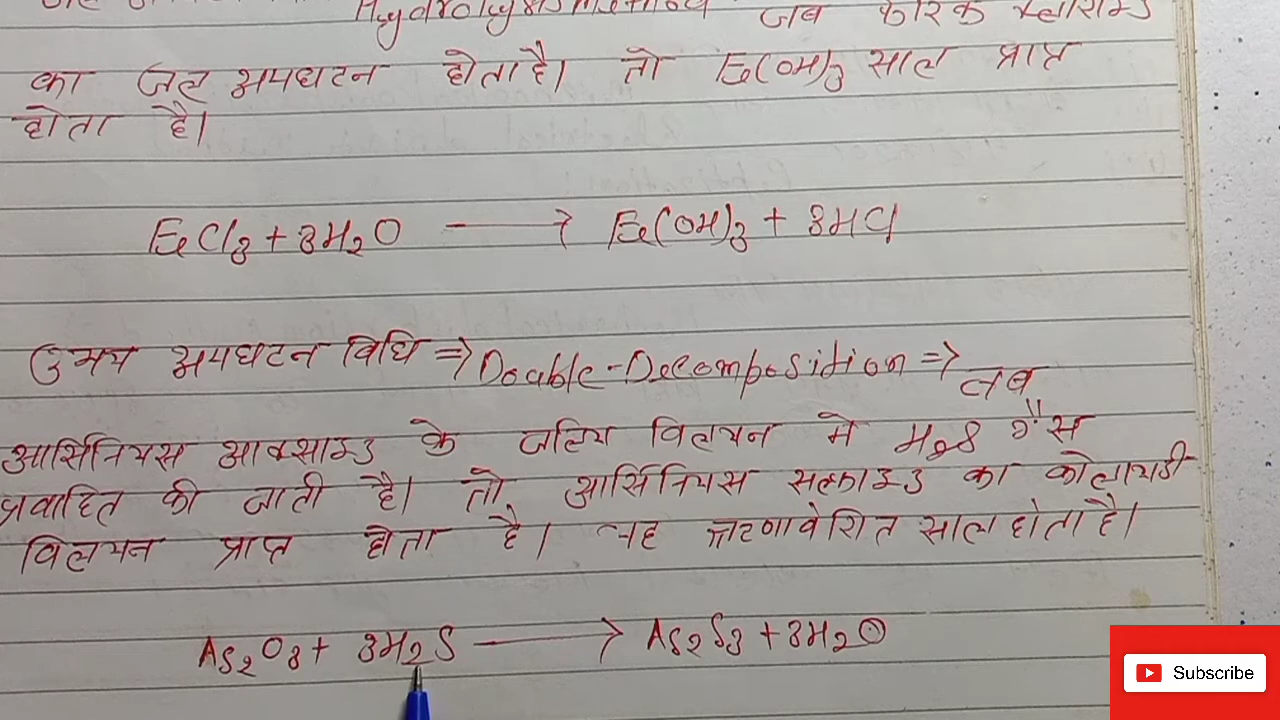 Hydrolysis Method जब फेरिक क्लोराइड
का जल अपघटन होता है। तो Fe(OH)3 साल प्राप्त
होता है।
FeCl3 + 3H2O ⟶ Fe(OH)3 + 3HCl
उभय अपघटन विधि ⇒ Double-Decomposition ⇒ जब
आर्सिनियस आक्साइड के जलिय विलयन मे H2S गैस
प्रवाहित की जाती है। तो आर्सिनियस सल्फाइड का कोलायडी
विलयन प्राप्त होता है। यह ऋणावेशित साल होता है।
As2O3 + 3H2S ⟶ As2S3 + 3H2O
Subscribe